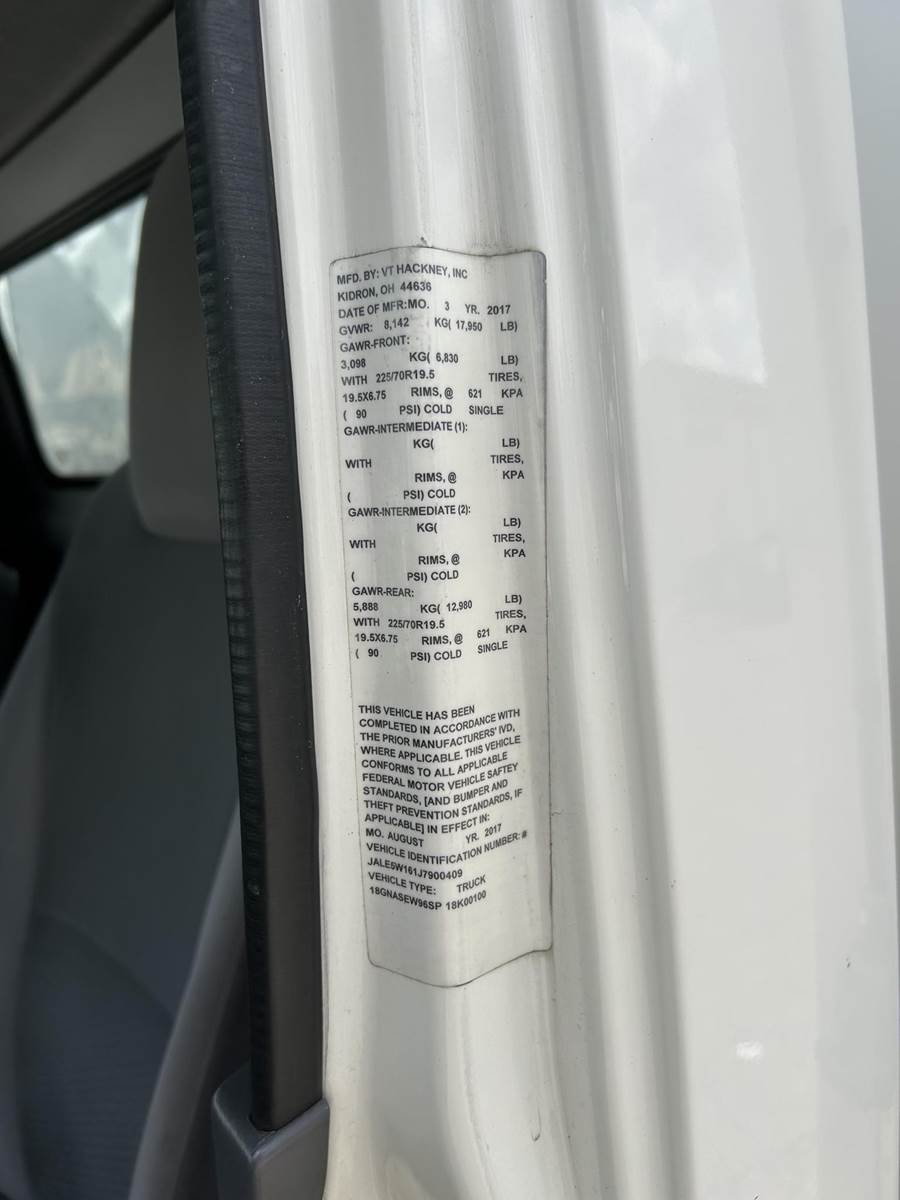 MFD. BY: VT HACKNEY, INC
KIDRON, OH 44636
DATE OF MFR:MO. 3 YR. 2017
GVWR: 8,142 KG( 17,950 LB)
GAWR-FRONT:
3,098 KG( 6,830 LB)
WITH 225/70R19.5 TIRES,
19.5X6.75 RIMS, @ 621 KPA
( 90 PSI) COLD SINGLE
GAWR-INTERMEDIATE (1):
KG( LB)
WITH TIRES,
RIMS, @ KPA
( PSI) COLD
GAWR-INTERMEDIATE (2):
KG( LB)
WITH TIRES,
RIMS, @ KPA
( PSI) COLD
GAWR-REAR:
5,888 KG( 12,980 LB)
WITH 225/70R19.5 TIRES,
19.5X6.75 RIMS, @ 621 KPA
( 90 PSI) COLD SINGLE
THIS VEHICLE HAS BEEN
COMPLETED IN ACCORDANCE WITH
THE PRIOR MANUFACTURERS' IVD,
WHERE APPLICABLE. THIS VEHICLE
CONFORMS TO ALL APPLICABLE
FEDERAL MOTOR VEHICLE SAFTEY
STANDARDS, [AND BUMPER AND
THEFT PREVENTION STANDARDS, IF
APPLICABLE] IN EFFECT IN:
MO. AUGUST YR. 2017
VEHICLE IDENTIFICATION NUMBER: #
JALE5W161J7900409
VEHICLE TYPE: TRUCK
18GNASEW96SP 18K00100